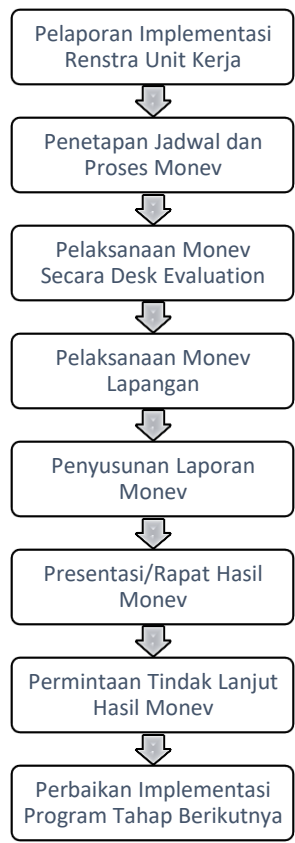 Pelaporan Implementasi
Renstra Unit Kerja
Penetapan Jadwal dan
Proses Monev
Pelaksanaan Monev
Secara Desk Evaluation
Pelaksanaan Monev
Lapangan
Penyusunan Laporan
Monev
Presentasi/Rapat Hasil
Monev
Permintaan Tindak Lanjut
Hasil Monev
Perbaikan Implementasi
Program Tahap Berikutnya